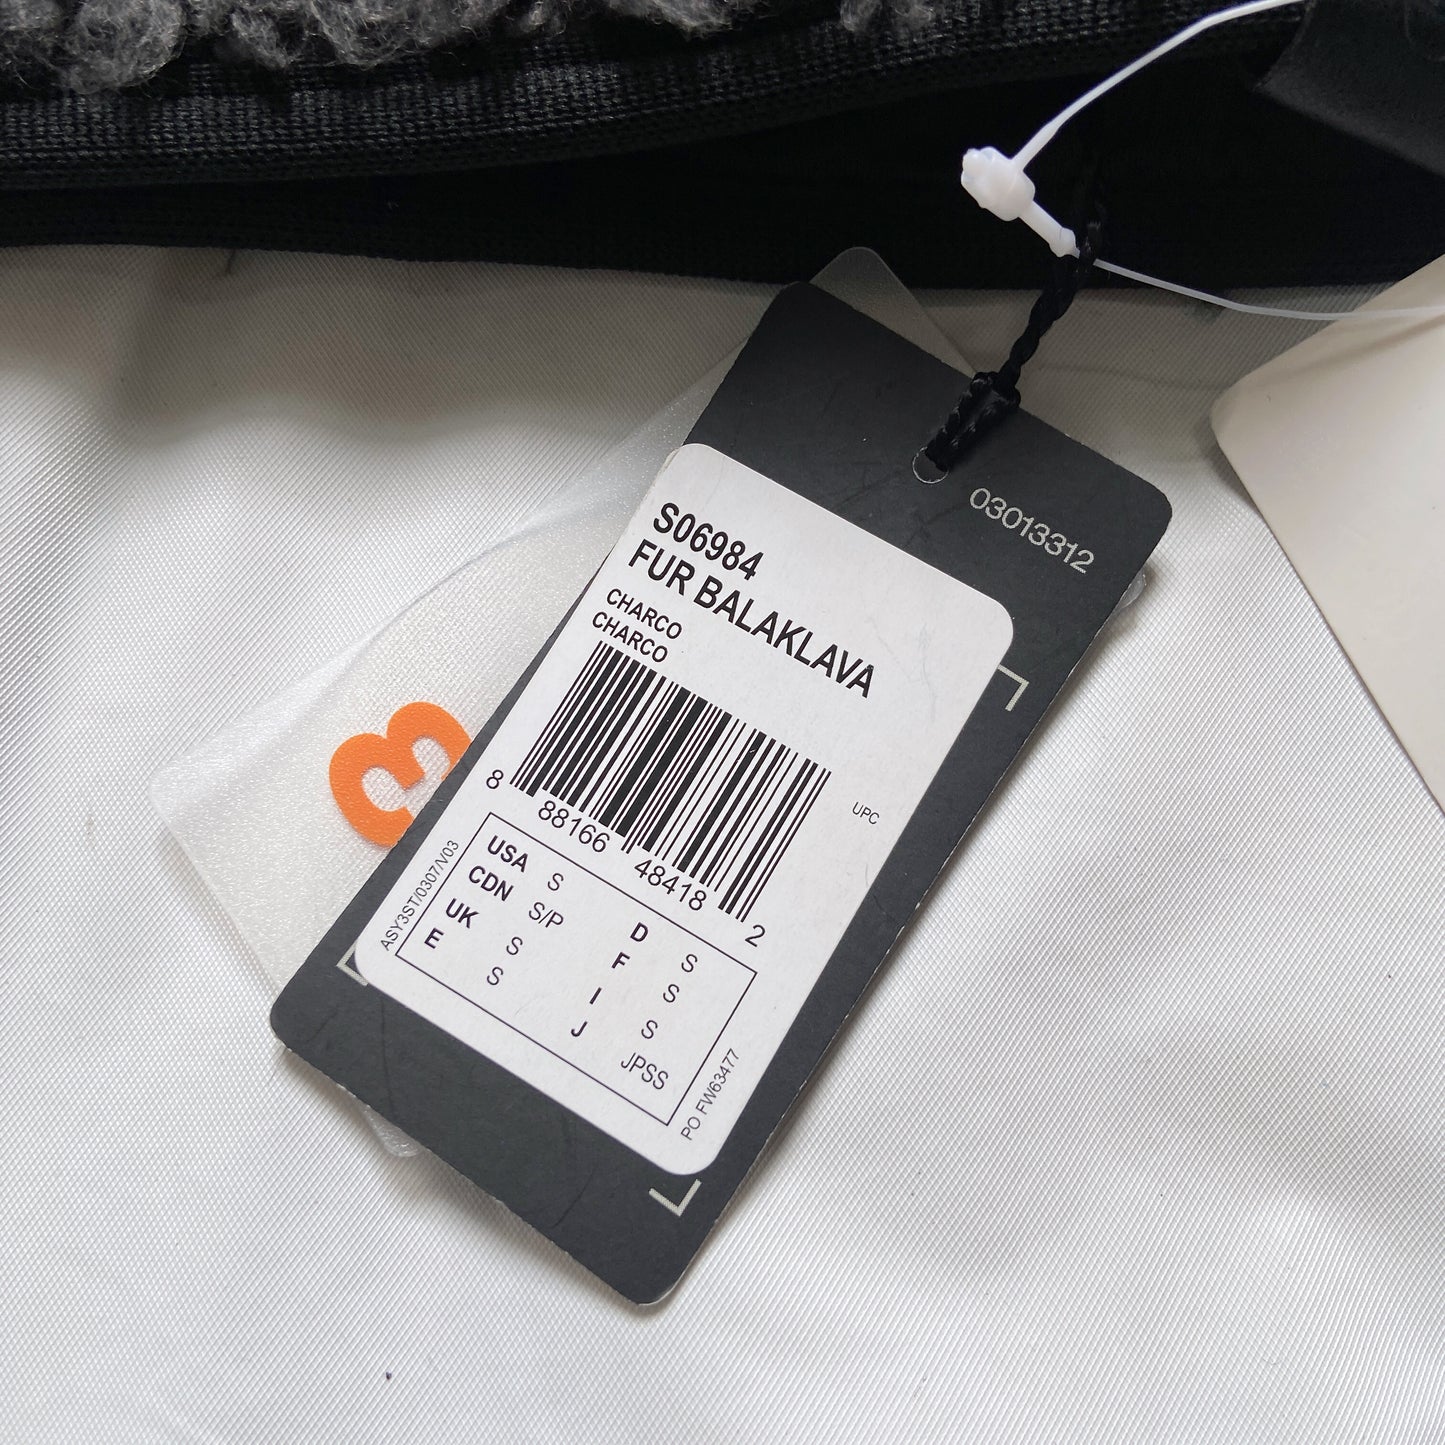 03013312
S06984
FUR BALAKLAVA
CHARCO
CHARCO
UPC
8 88166 48418 2
USA S D S
CDN S/P F S
UK S I S
E S J JPSS
ASY3ST/0307/V03
PO FW63477
3